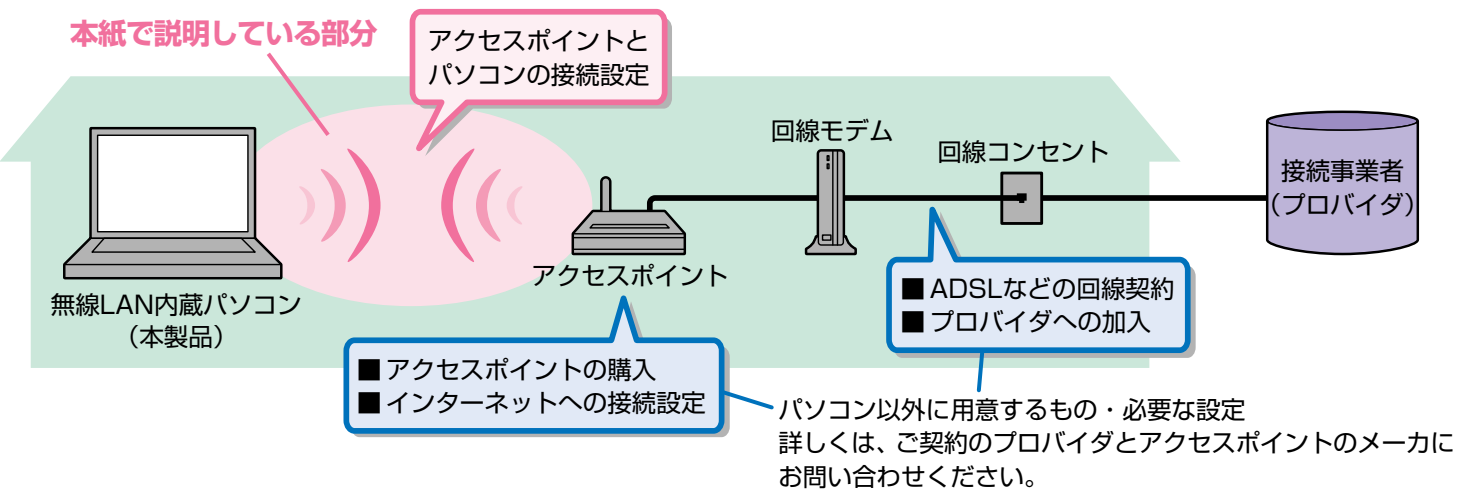 本紙で説明している部分
アクセスポイントと
パソコンの接続設定
回線モデム
回線コンセント
接続事業者
（プロバイダ）
アクセスポイント
無線LAN内蔵パソコン
（本製品）
■ ADSLなどの回線契約
■ プロバイダへの加入
■ アクセスポイントの購入
■ インターネットへの接続設定
パソコン以外に用意するもの・必要な設定
詳しくは、ご契約のプロバイダとアクセスポイントのメーカに
お問い合わせください。